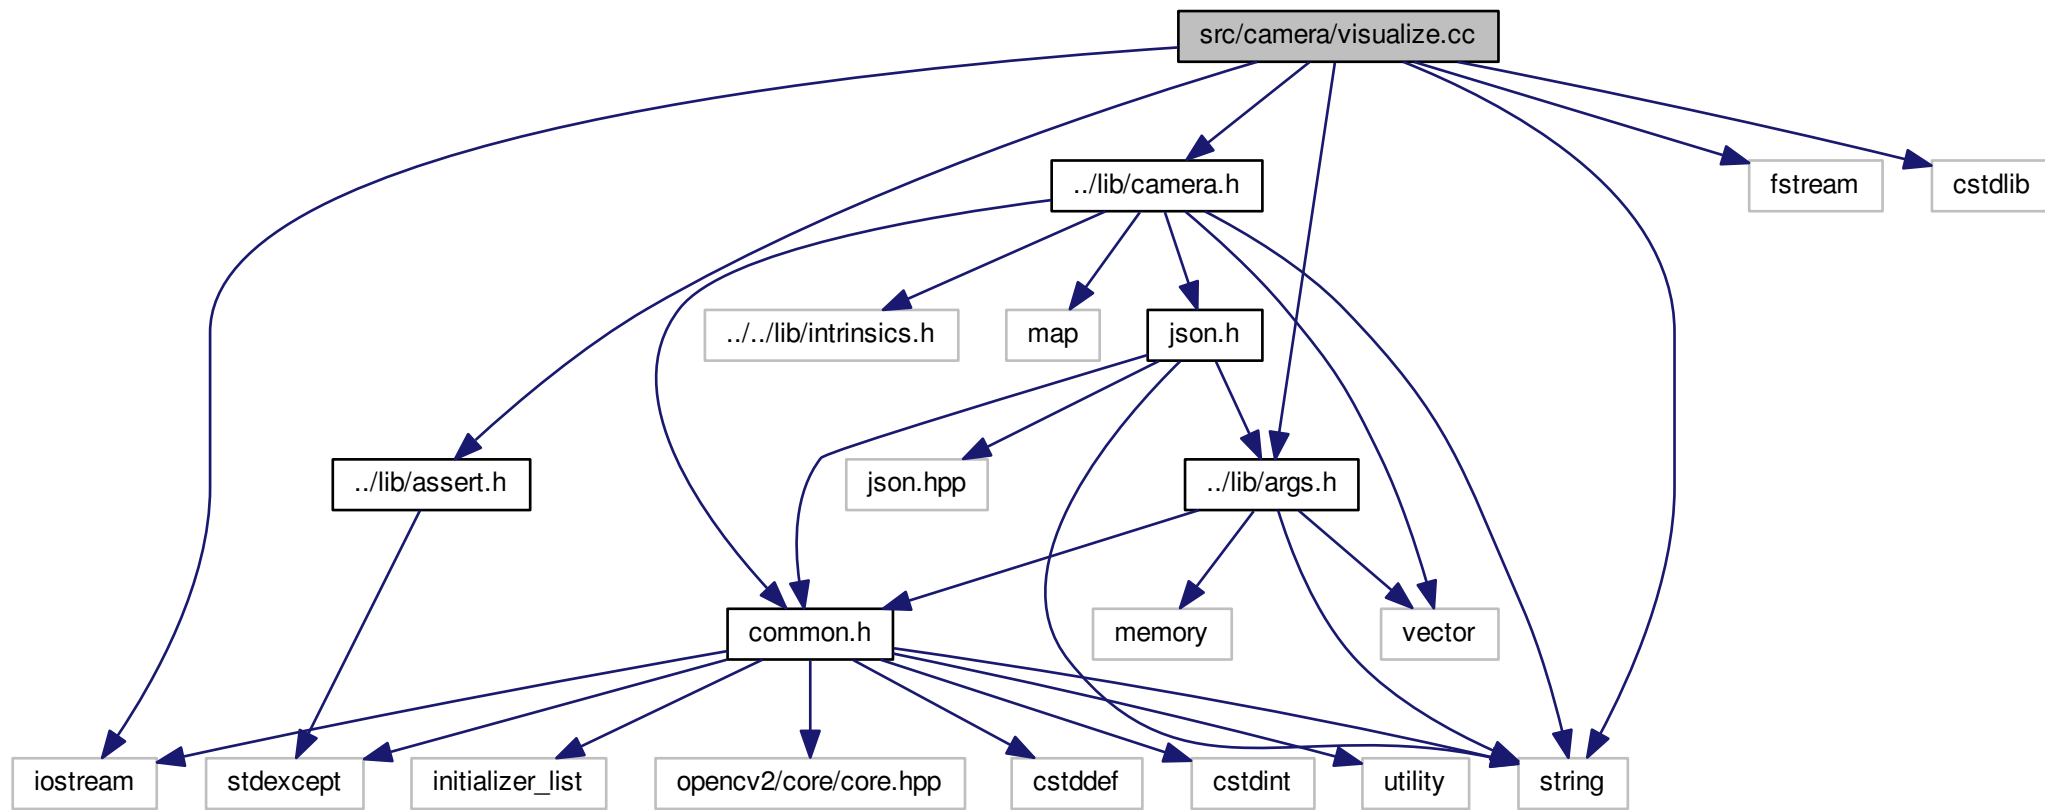 src/camera/visualize.cc
../lib/camera.h
fstream
cstdlib
../../lib/intrinsics.h
map
json.h
../lib/assert.h
json.hpp
../lib/args.h
common.h
memory
vector
iostream
stdexcept
initializer_list
opencv2/core/core.hpp
cstddef
cstdint
utility
string